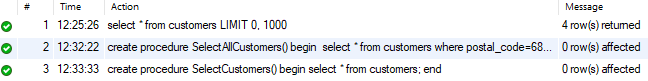 # Time Action Message
1 12:25:26 select * from customers LIMIT 0, 1000 4 row(s) returned
2 12:32:22 create procedure SelectAllCustomers() begin select * from customers where postal_code=68... 0 row(s) affected
3 12:33:33 create procedure SelectCustomers() begin select * from customers; end 0 row(s) affected